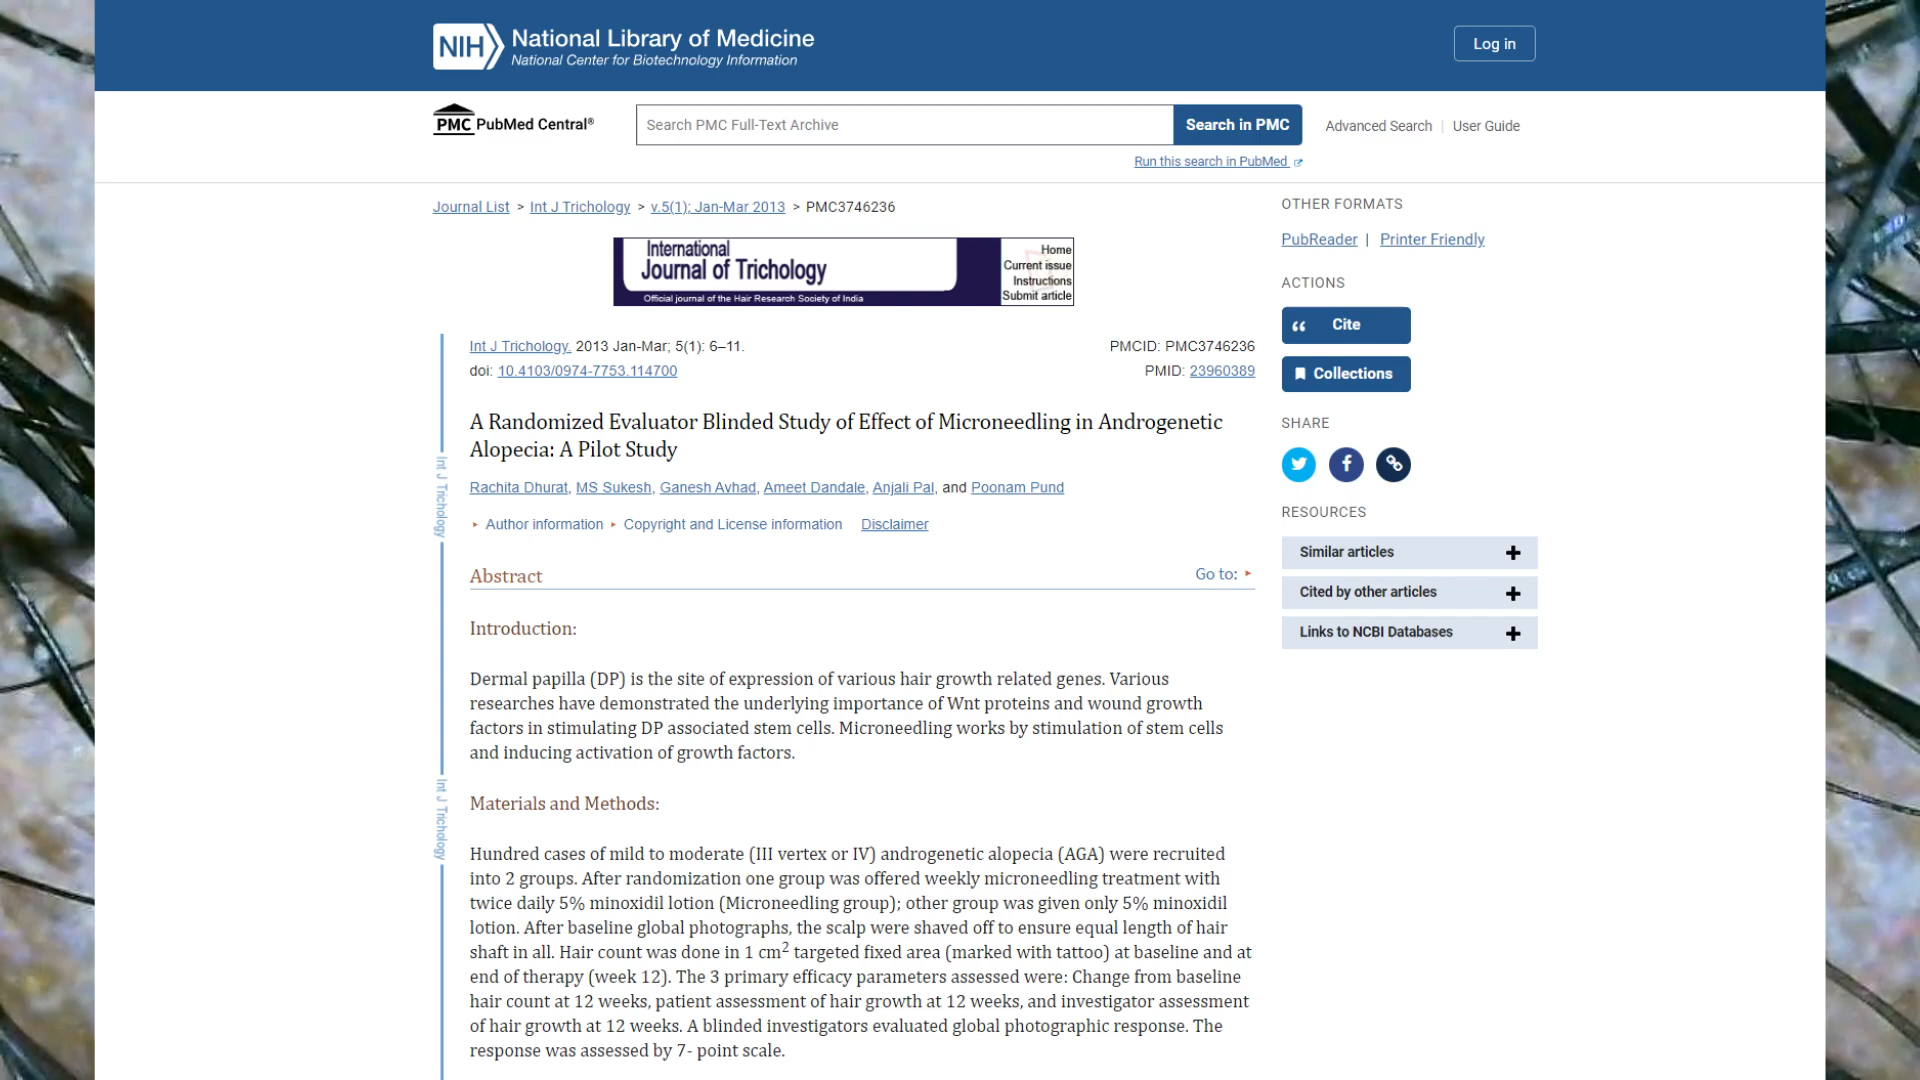 NIH National Library of Medicine
National Center for Biotechnology Information
Log in
PMC PubMed Central®
Search PMC Full-Text Archive
Search in PMC
Advanced Search
User Guide
Run this search in PubMed
Journal List > Int J Trichology > v.5(1); Jan-Mar 2013 > PMC3746236
International
Journal of Trichology
Official journal of the Hair Research Society of India
Home
Current issue
Instructions
Submit article
Int J Trichology. 2013 Jan-Mar; 5(1): 6–11.
PMCID: PMC3746236
doi: 10.4103/0974-7753.114700
PMID: 23960389
A Randomized Evaluator Blinded Study of Effect of Microneedling in Androgenetic
Alopecia: A Pilot Study
Rachita Dhurat, MS Sukesh, Ganesh Avhad, Ameet Dandale, Anjali Pal, and Poonam Pund
Author information
Copyright and License information
Disclaimer
Abstract
Go to:
Introduction:
Dermal papilla (DP) is the site of expression of various hair growth related genes. Various
researches have demonstrated the underlying importance of Wnt proteins and wound growth
factors in stimulating DP associated stem cells. Microneedling works by stimulation of stem cells
and inducing activation of growth factors.
Materials and Methods:
Hundred cases of mild to moderate (III vertex or IV) androgenetic alopecia (AGA) were recruited
into 2 groups. After randomization one group was offered weekly microneedling treatment with
twice daily 5% minoxidil lotion (Microneedling group); other group was given only 5% minoxidil
lotion. After baseline global photographs, the scalp were shaved off to ensure equal length of hair
shaft in all. Hair count was done in 1 cm² targeted fixed area (marked with tattoo) at baseline and at
end of therapy (week 12). The 3 primary efficacy parameters assessed were: Change from baseline
hair count at 12 weeks, patient assessment of hair growth at 12 weeks, and investigator assessment
of hair growth at 12 weeks. A blinded investigators evaluated global photographic response. The
response was assessed by 7- point scale.
Int J Trichology
Int J Trichology
OTHER FORMATS
PubReader | Printer Friendly
ACTIONS
Cite
Collections
SHARE
RESOURCES
Similar articles
Cited by other articles
Links to NCBI Databases